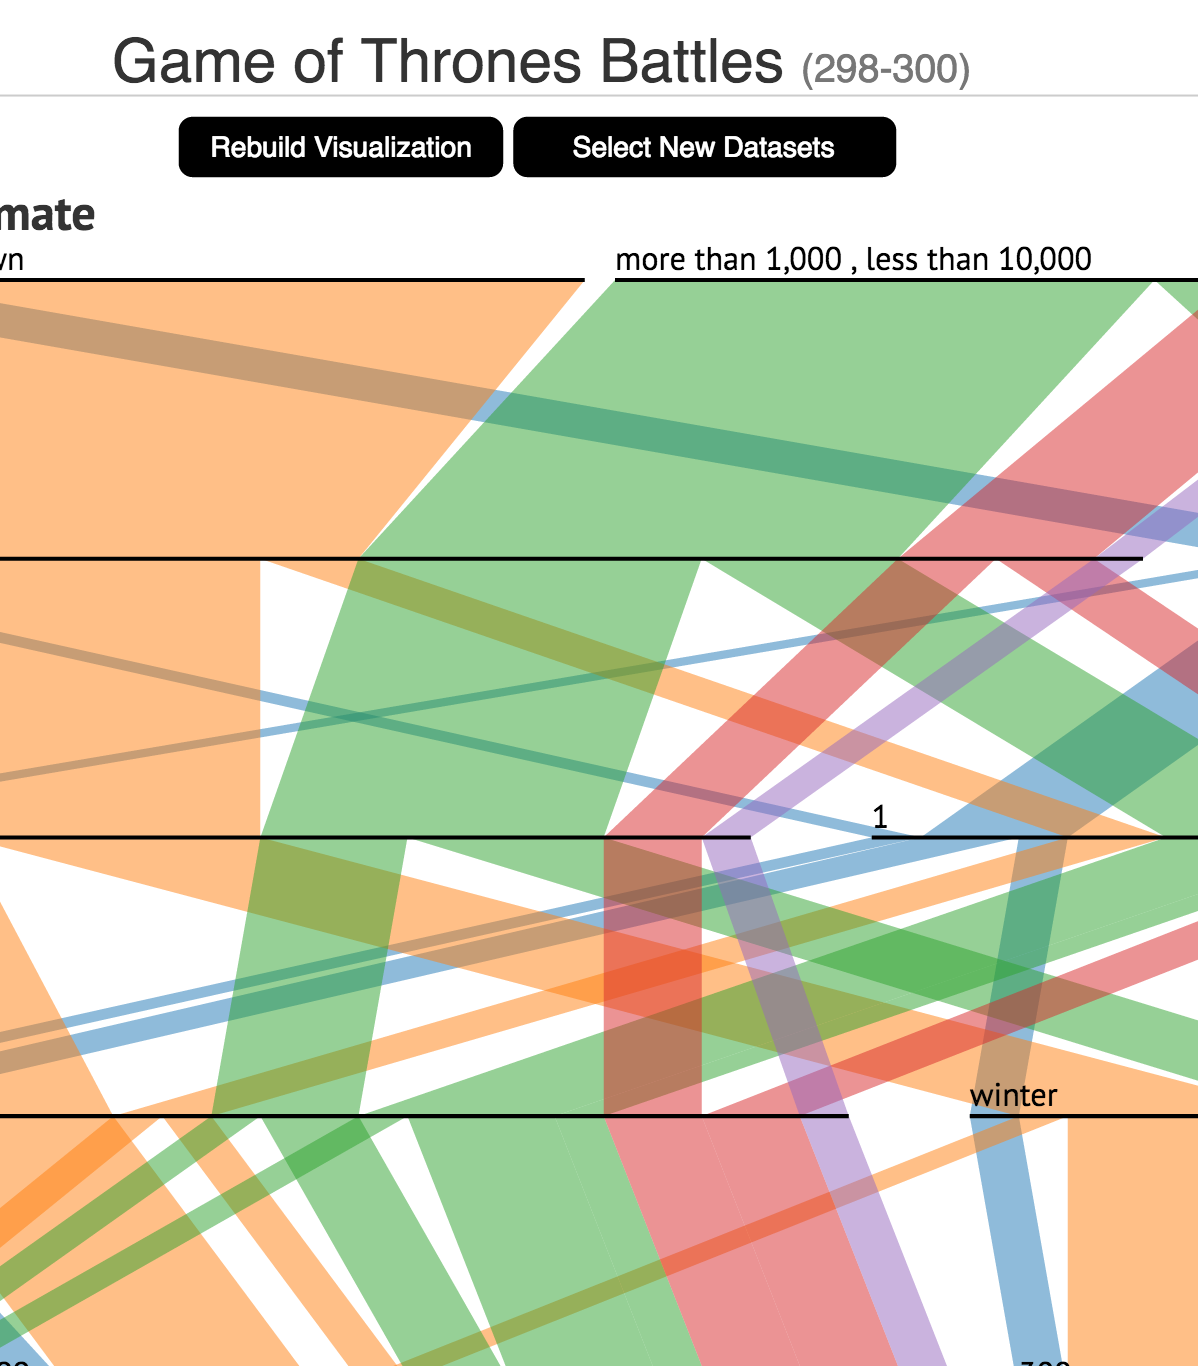 Game of Thrones Battles (298-300)
Rebuild Visualization
Select New Datasets
mate
wn
more than 1,000 , less than 10,000
1
winter